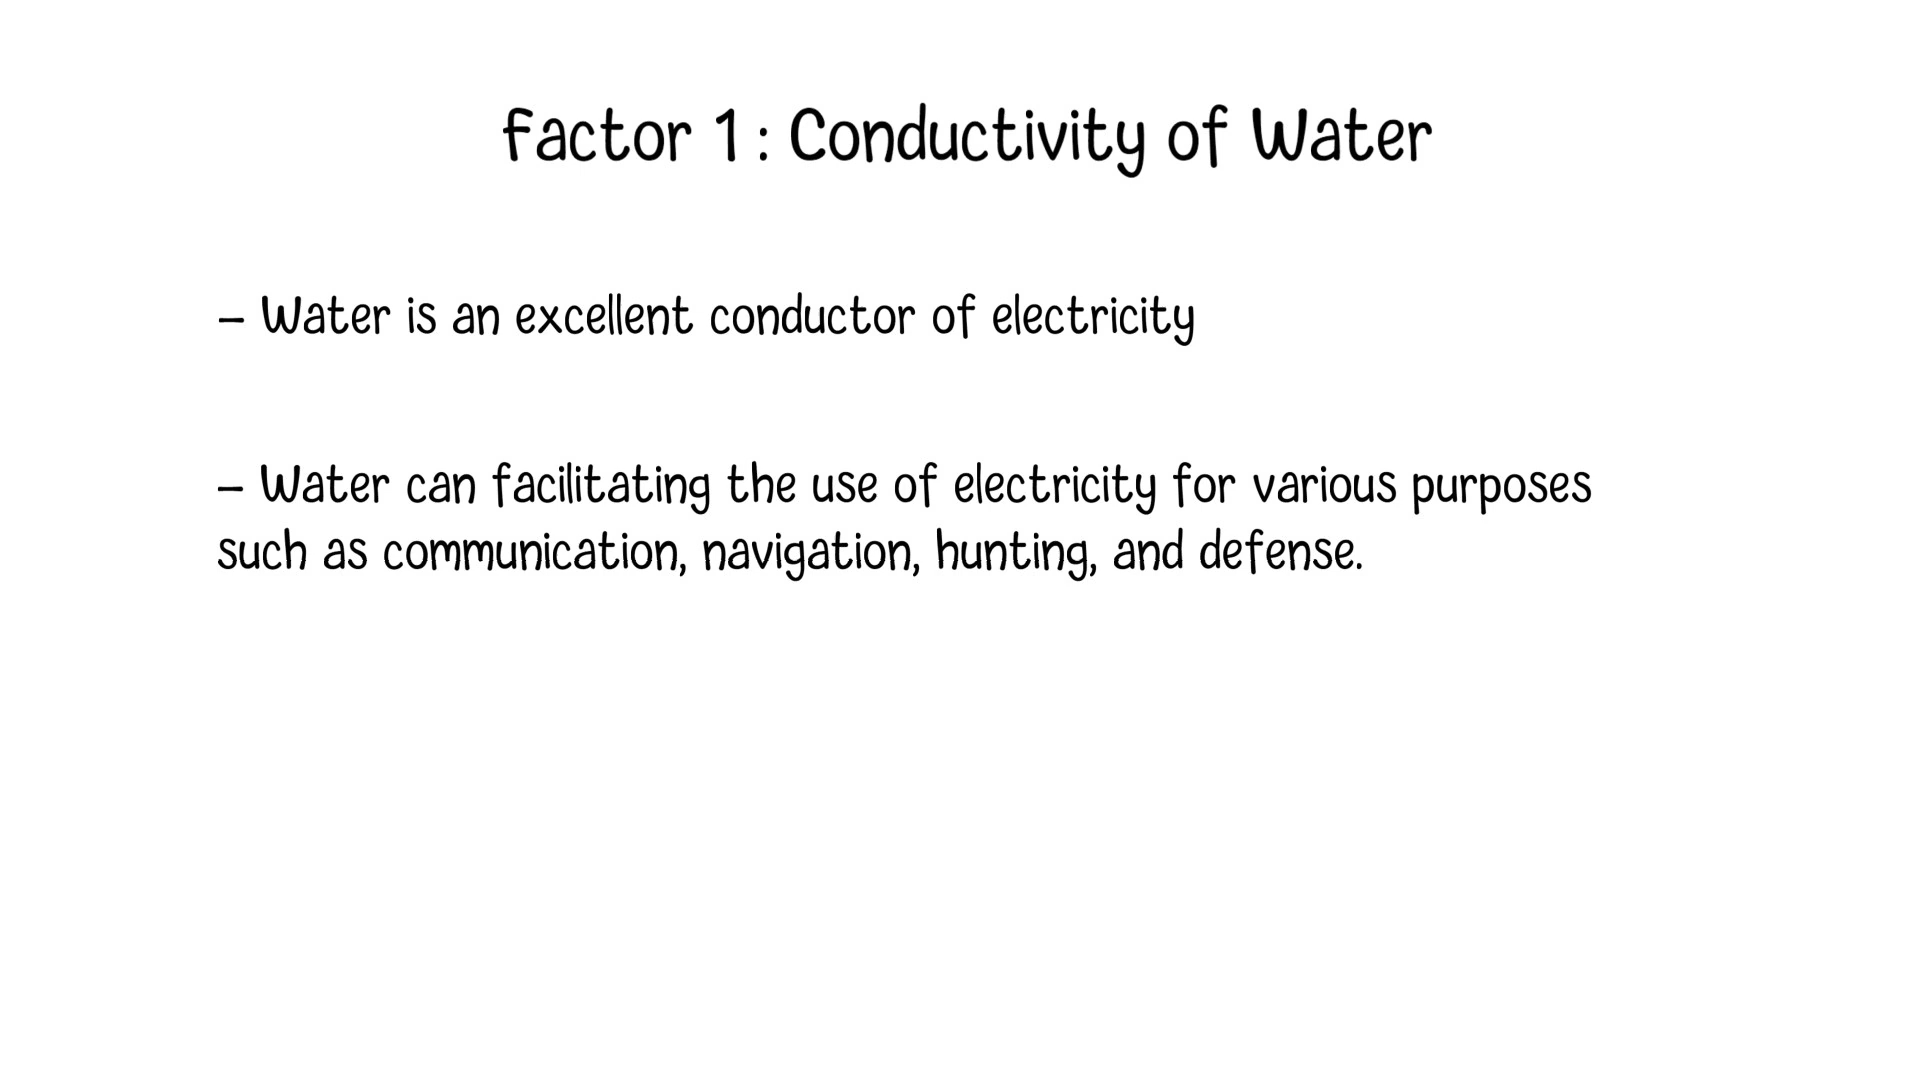 Factor 1 : Conductivity of Water
– Water is an excellent conductor of electricity
– Water can facilitating the use of electricity for various purposes
such as communication, navigation, hunting, and defense.